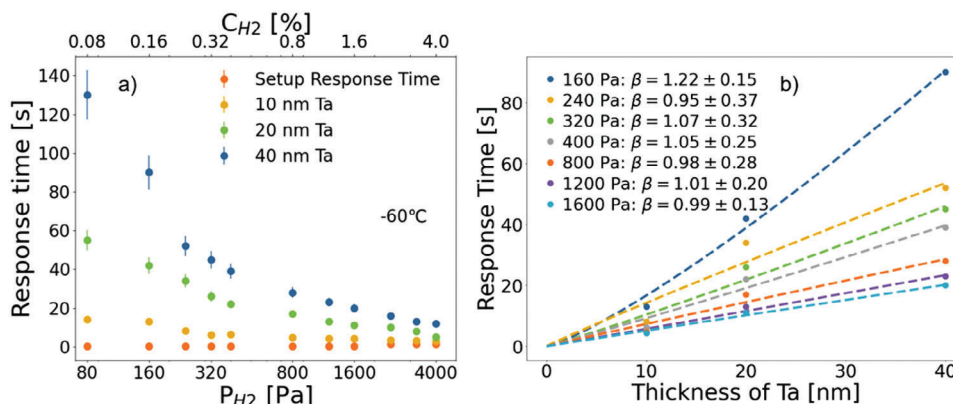 C_H2 [%]
0.08 0.16 0.32 0.8 1.6 4.0
a)
Setup Response Time
10 nm Ta
20 nm Ta
40 nm Ta
-60℃
Response time [s]
140
120
100
80
60
40
20
0
80 160 320 800 1600 4000
P_H2 [Pa]
b)
160 Pa: β = 1.22 ± 0.15
240 Pa: β = 0.95 ± 0.37
320 Pa: β = 1.07 ± 0.32
400 Pa: β = 1.05 ± 0.25
800 Pa: β = 0.98 ± 0.28
1200 Pa: β = 1.01 ± 0.20
1600 Pa: β = 0.99 ± 0.13
Response Time [s]
80
60
40
20
0
0 10 20 30 40
Thickness of Ta [nm]